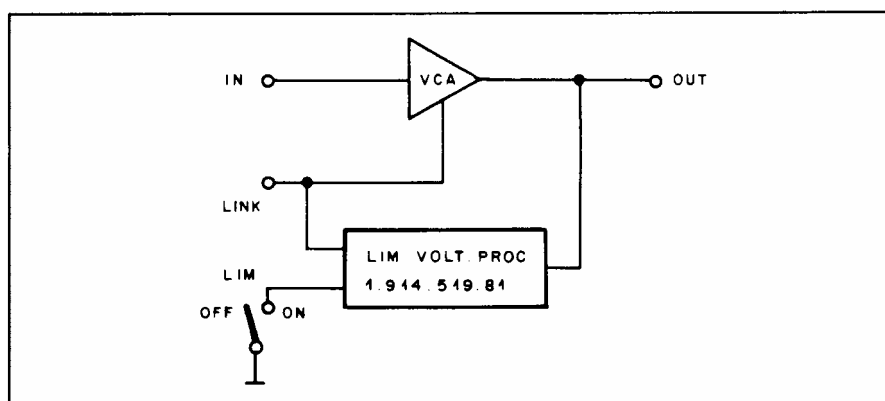 IN
VCA
OUT
LINK
LIM VOLT. PROC
1.914.519.81
LIM
OFF
ON